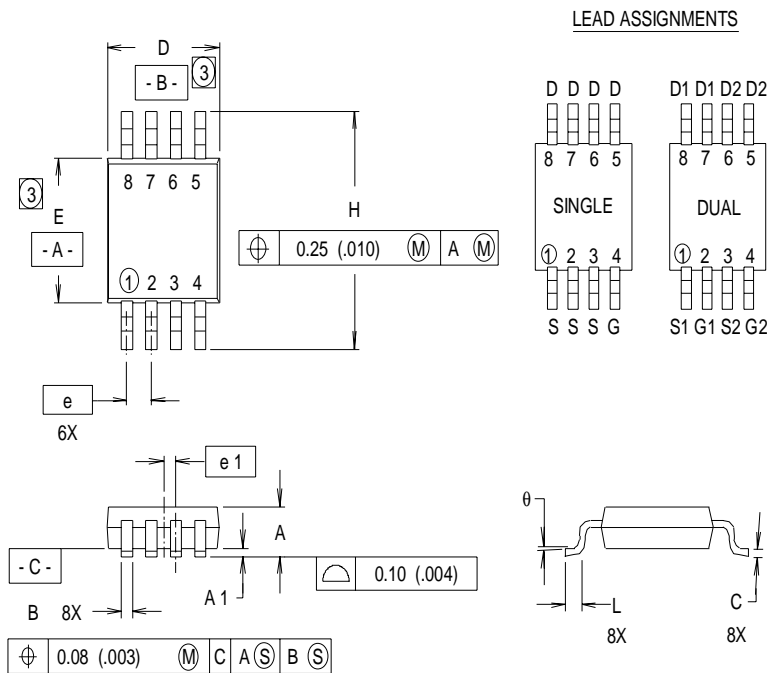 LEAD ASSIGNMENTS
D
- B -
3
8 7 6 5
3
E
- A -
H
0.25 (.010) Ⓜ A Ⓜ
① 2 3 4
e
6X
D D D D
8 7 6 5
SINGLE
① 2 3 4
S S S G
D1 D1 D2 D2
8 7 6 5
DUAL
① 2 3 4
S1 G1 S2 G2
e 1
A
- C -
A 1
0.10 (.004)
B 8X
⌖ 0.08 (.003) Ⓜ C A Ⓢ B Ⓢ
θ
L
8X
C
8X